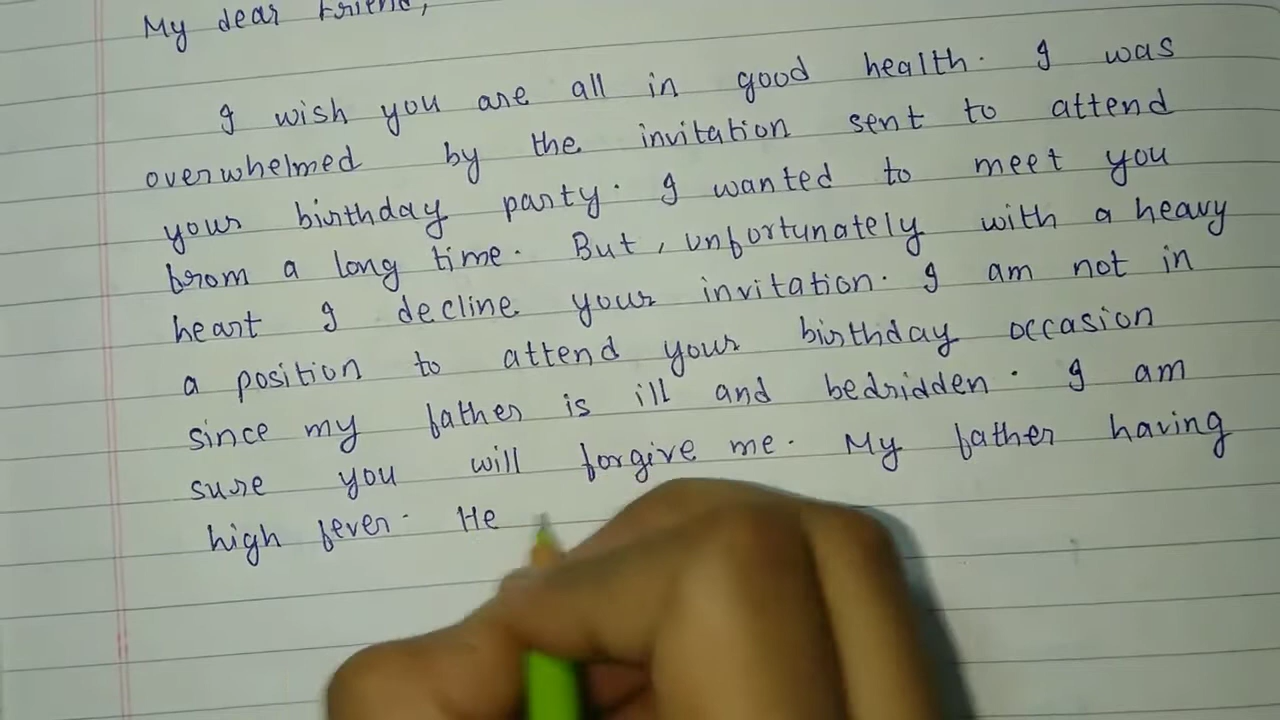 My dear Friend,
I wish you are all in good health. I was
overwhelmed by the invitation sent to attend
your birthday party. I wanted to meet you
from a long time. But, unfortunately with a heavy
heart I decline your invitation. I am not in
a position to attend your birthday occasion
since my father is ill and bedridden. I am
sure you will forgive me. My father having
high fever. He